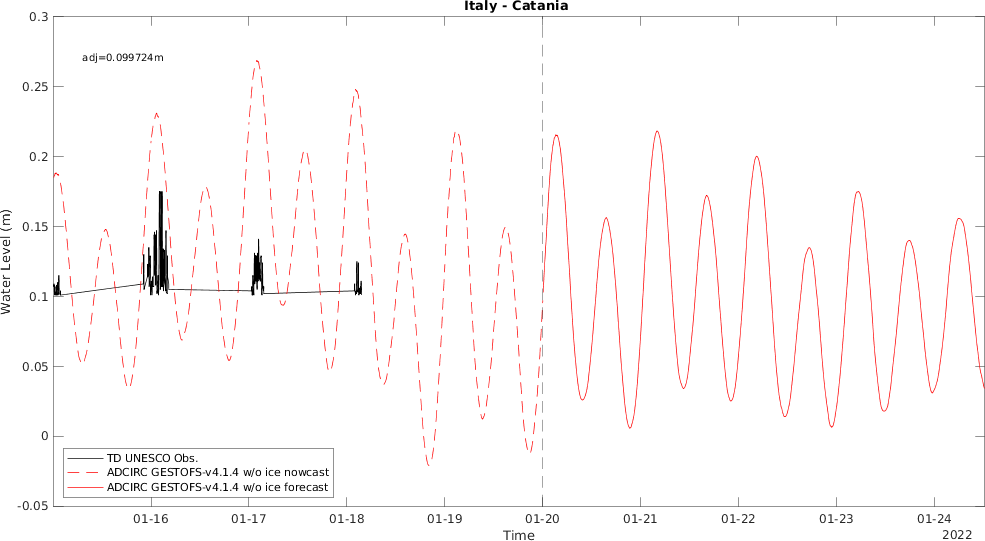 Italy - Catania
adj=0.099724m
Water Level (m)
0.3
0.25
0.2
0.15
0.1
0.05
0
-0.05
TD UNESCO Obs.
ADCIRC GESTOFS-v4.1.4 w/o ice nowcast
ADCIRC GESTOFS-v4.1.4 w/o ice forecast
01-16 01-17 01-18 01-19 01-20 01-21 01-22 01-23 01-24
Time
2022